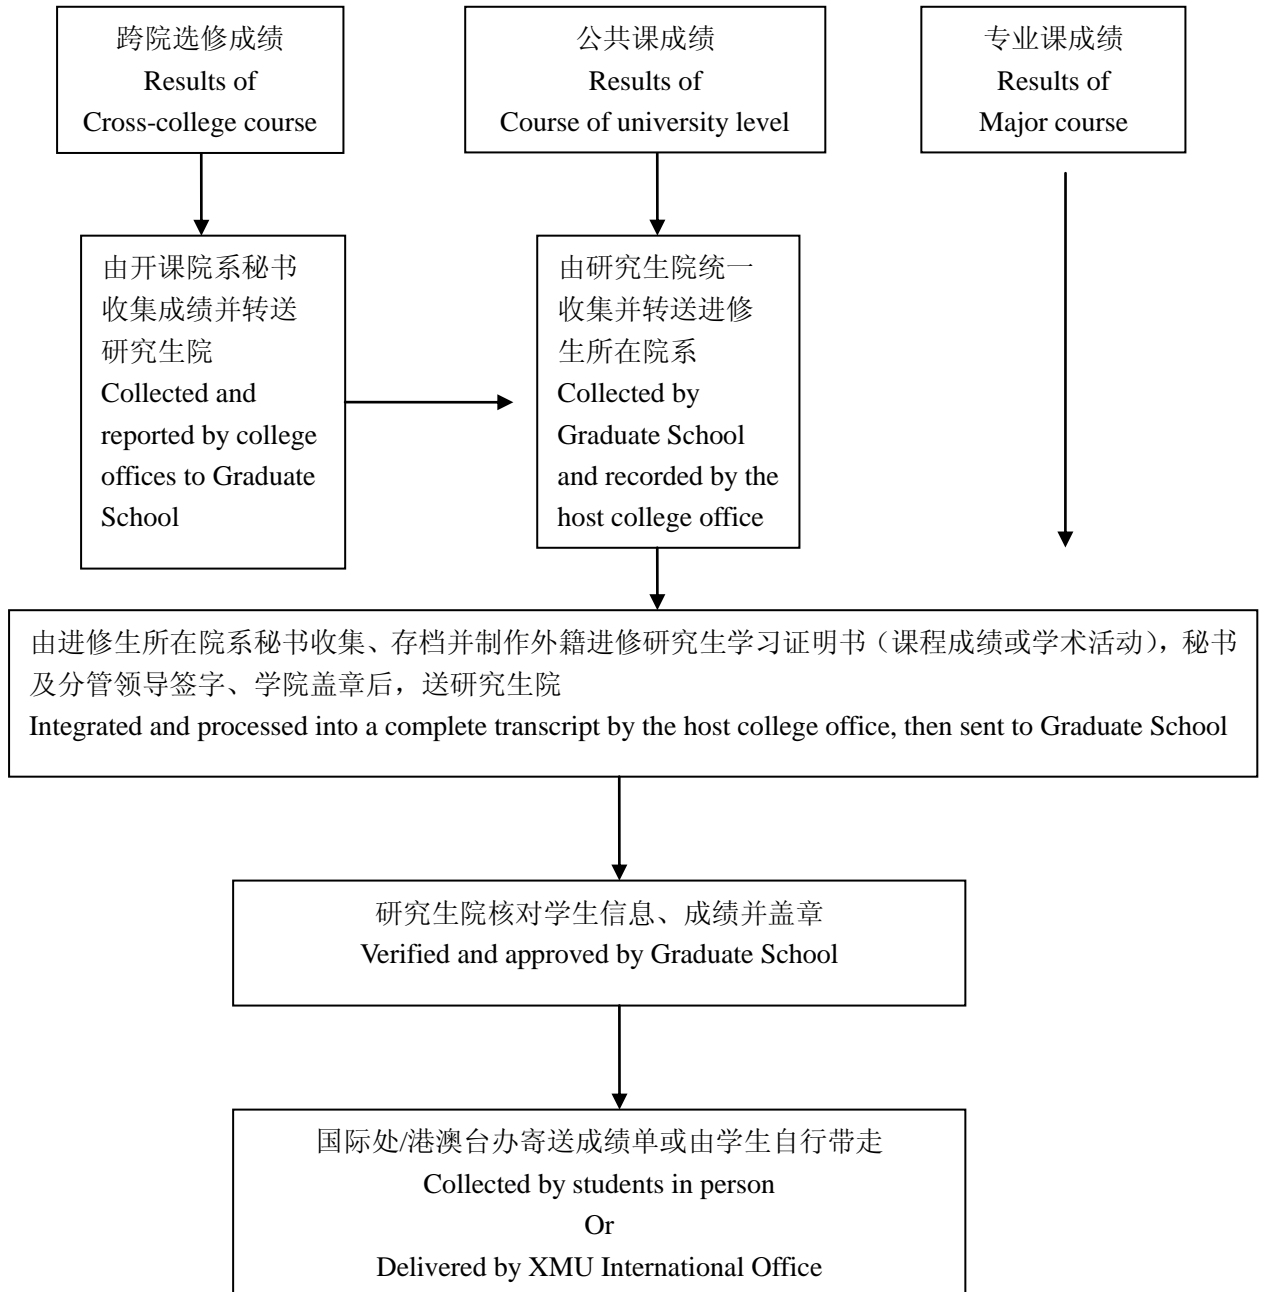 跨院选修成绩
Results of
Cross-college course
公共课成绩
Results of
Course of university level
专业课成绩
Results of
Major course
由开课院系秘书
收集成绩并转送
研究生院
Collected and
reported by college
offices to Graduate
School
由研究生院统一
收集并转送进修
生所在院系
Collected by
Graduate School
and recorded by the
host college office
由进修生所在院系秘书收集、存档并制作外籍进修研究生学习证明书（课程成绩或学术活动），秘书
及分管领导签字、学院盖章后，送研究生院
Integrated and processed into a complete transcript by the host college office, then sent to Graduate School
研究生院核对学生信息、成绩并盖章
Verified and approved by Graduate School
国际处/港澳台办寄送成绩单或由学生自行带走
Collected by students in person
Or
Delivered by XMU International Office